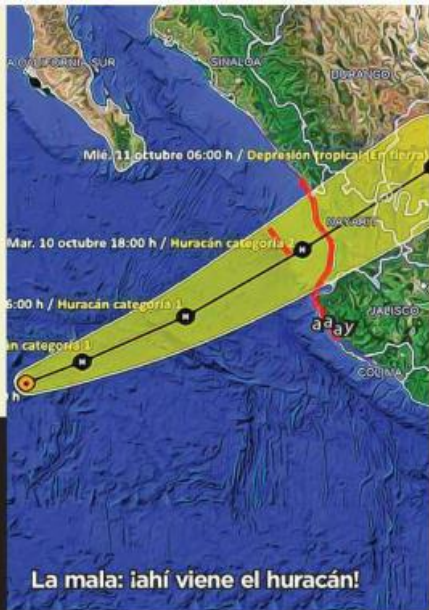 SINALOA
A CALIFORNIA SUR
DURANGO
Mié. 11 octubre 06:00 h / Depresión tropical (En tierra)
NAYARIT
Mar. 10 octubre 18:00 h / Huracán categoría 2
H
6:00 h / Huracán categoría 1
H
JALISCO
aaay
án categoría 1
H
COLIMA
h
La mala: ¡ahí viene el huracán!